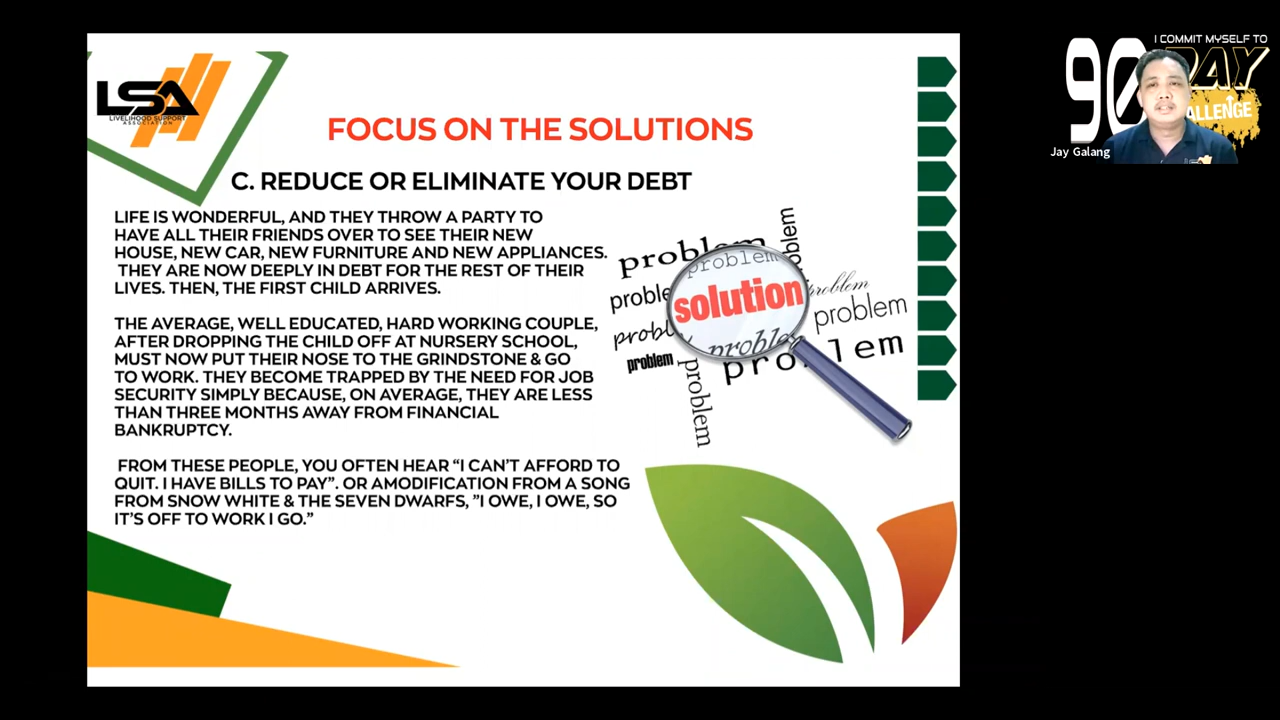 LSA
LIVELIHOOD SUPPORT
ASSOCIATION
FOCUS ON THE SOLUTIONS
C. REDUCE OR ELIMINATE YOUR DEBT
LIFE IS WONDERFUL, AND THEY THROW A PARTY TO
HAVE ALL THEIR FRIENDS OVER TO SEE THEIR NEW
HOUSE, NEW CAR, NEW FURNITURE AND NEW APPLIANCES.
THEY ARE NOW DEEPLY IN DEBT FOR THE REST OF THEIR
LIVES. THEN, THE FIRST CHILD ARRIVES.
THE AVERAGE, WELL EDUCATED, HARD WORKING COUPLE,
AFTER DROPPING THE CHILD OFF AT NURSERY SCHOOL,
MUST NOW PUT THEIR NOSE TO THE GRINDSTONE & GO
TO WORK. THEY BECOME TRAPPED BY THE NEED FOR JOB
SECURITY SIMPLY BECAUSE, ON AVERAGE, THEY ARE LESS
THAN THREE MONTHS AWAY FROM FINANCIAL
BANKRUPTCY.
FROM THESE PEOPLE, YOU OFTEN HEAR “I CAN’T AFFORD TO
QUIT. I HAVE BILLS TO PAY”. OR AMODIFICATION FROM A SONG
FROM SNOW WHITE & THE SEVEN DWARFS, ”I OWE, I OWE, SO
IT’S OFF TO WORK I GO.”
problem
problem
problem
proble
solution
problem
problem
probl
problem
problem
problem
problem
I COMMIT MYSELF TO
90 DAY
ALLENGE
Jay Galang